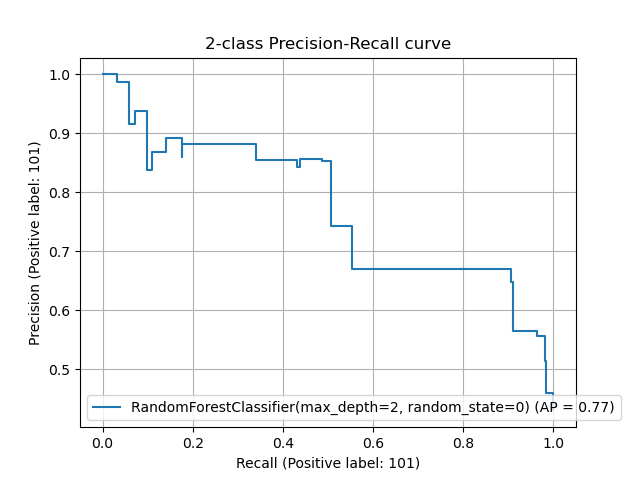 2-class Precision-Recall curve
1.0
0.9
0.8
0.7
0.6
0.5
Precision (Positive label: 101)
RandomForestClassifier(max_depth=2, random_state=0) (AP = 0.77)
0.0 0.2 0.4 0.6 0.8 1.0
Recall (Positive label: 101)